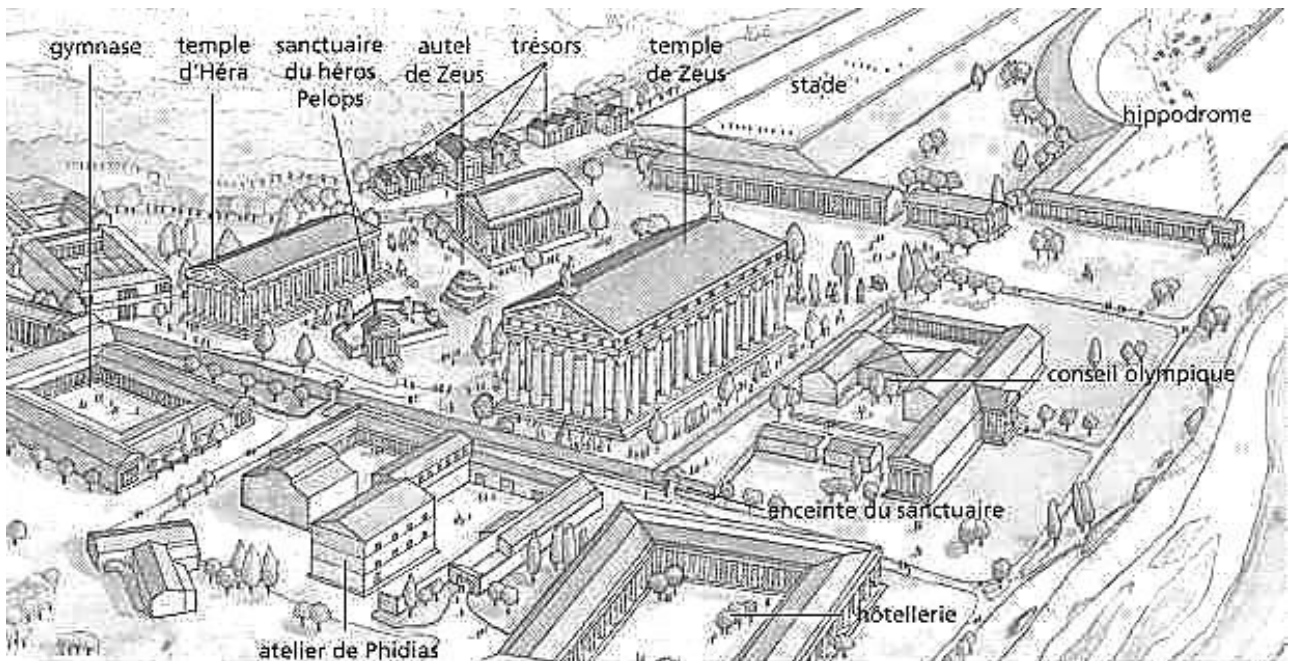 gymnase
temple
d'Héra
sanctuaire
du héros
Pelops
autel
de Zeus
trésors
temple
de Zeus
stade
hippodrome
conseil olympique
enceinte du sanctuaire
hôtellerie
atelier de Phidias